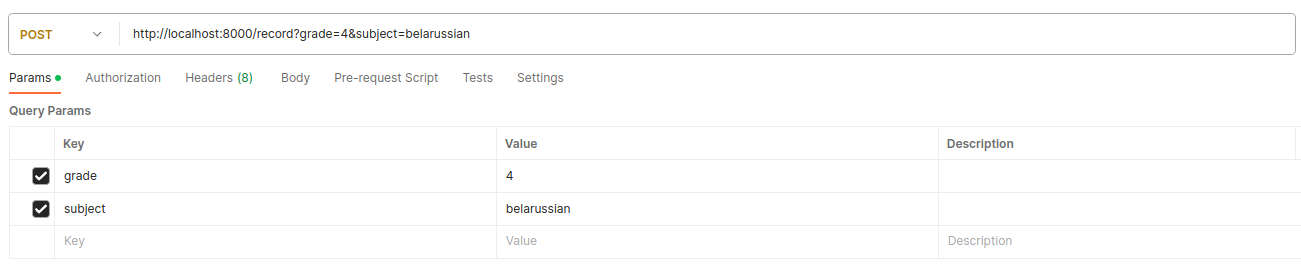 POST http://localhost:8000/record?grade=4&subject=belarussian
Params Authorization Headers (8) Body Pre-request Script Tests Settings
Query Params
Key Value Description
grade 4
subject belarussian
Key Value Description